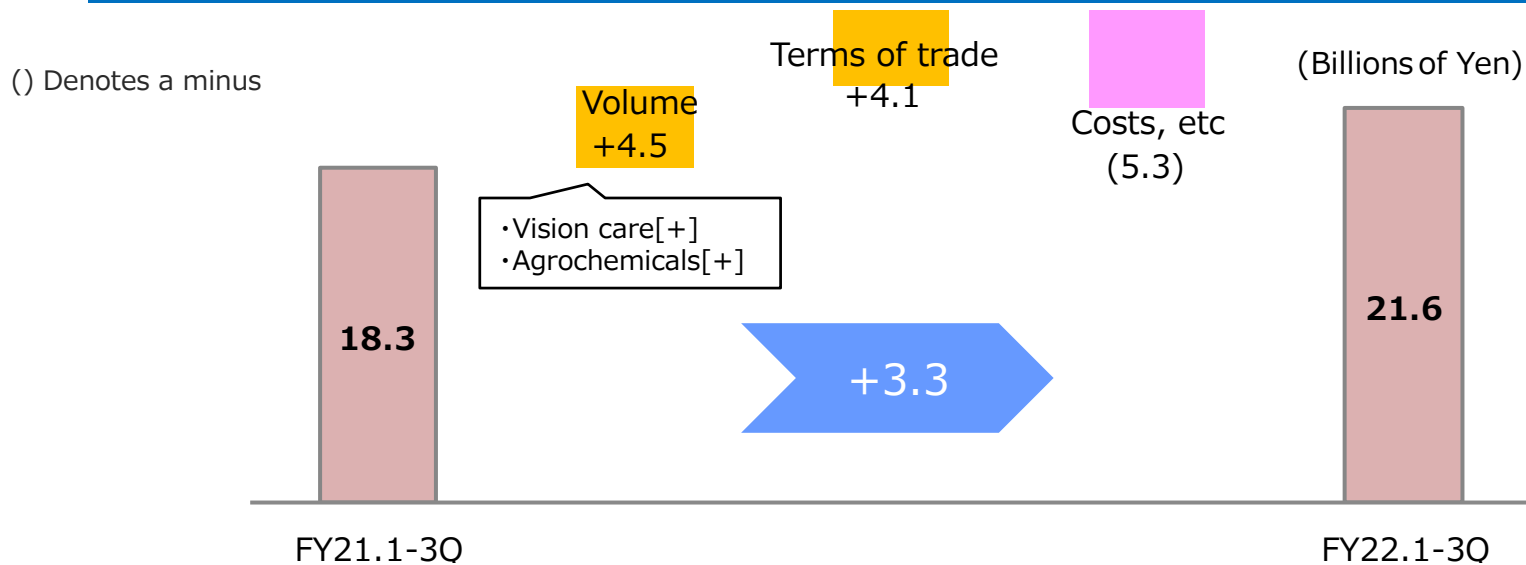 () Denotes a minus
(Billions of Yen)
Terms of trade
+4.1
Volume
+4.5
Costs, etc
(5.3)
・Vision care[+]
・Agrochemicals[+]
18.3
+3.3
21.6
FY21.1-3Q
FY22.1-3Q